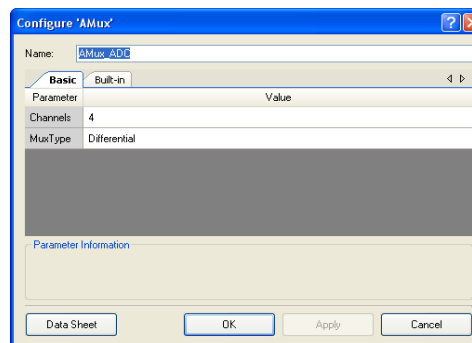 Configure 'AMux'
Name: AMux_ADC
Basic Built-in
Parameter Value
Channels 4
MuxType Differential
Parameter Information
Data Sheet OK Apply Cancel